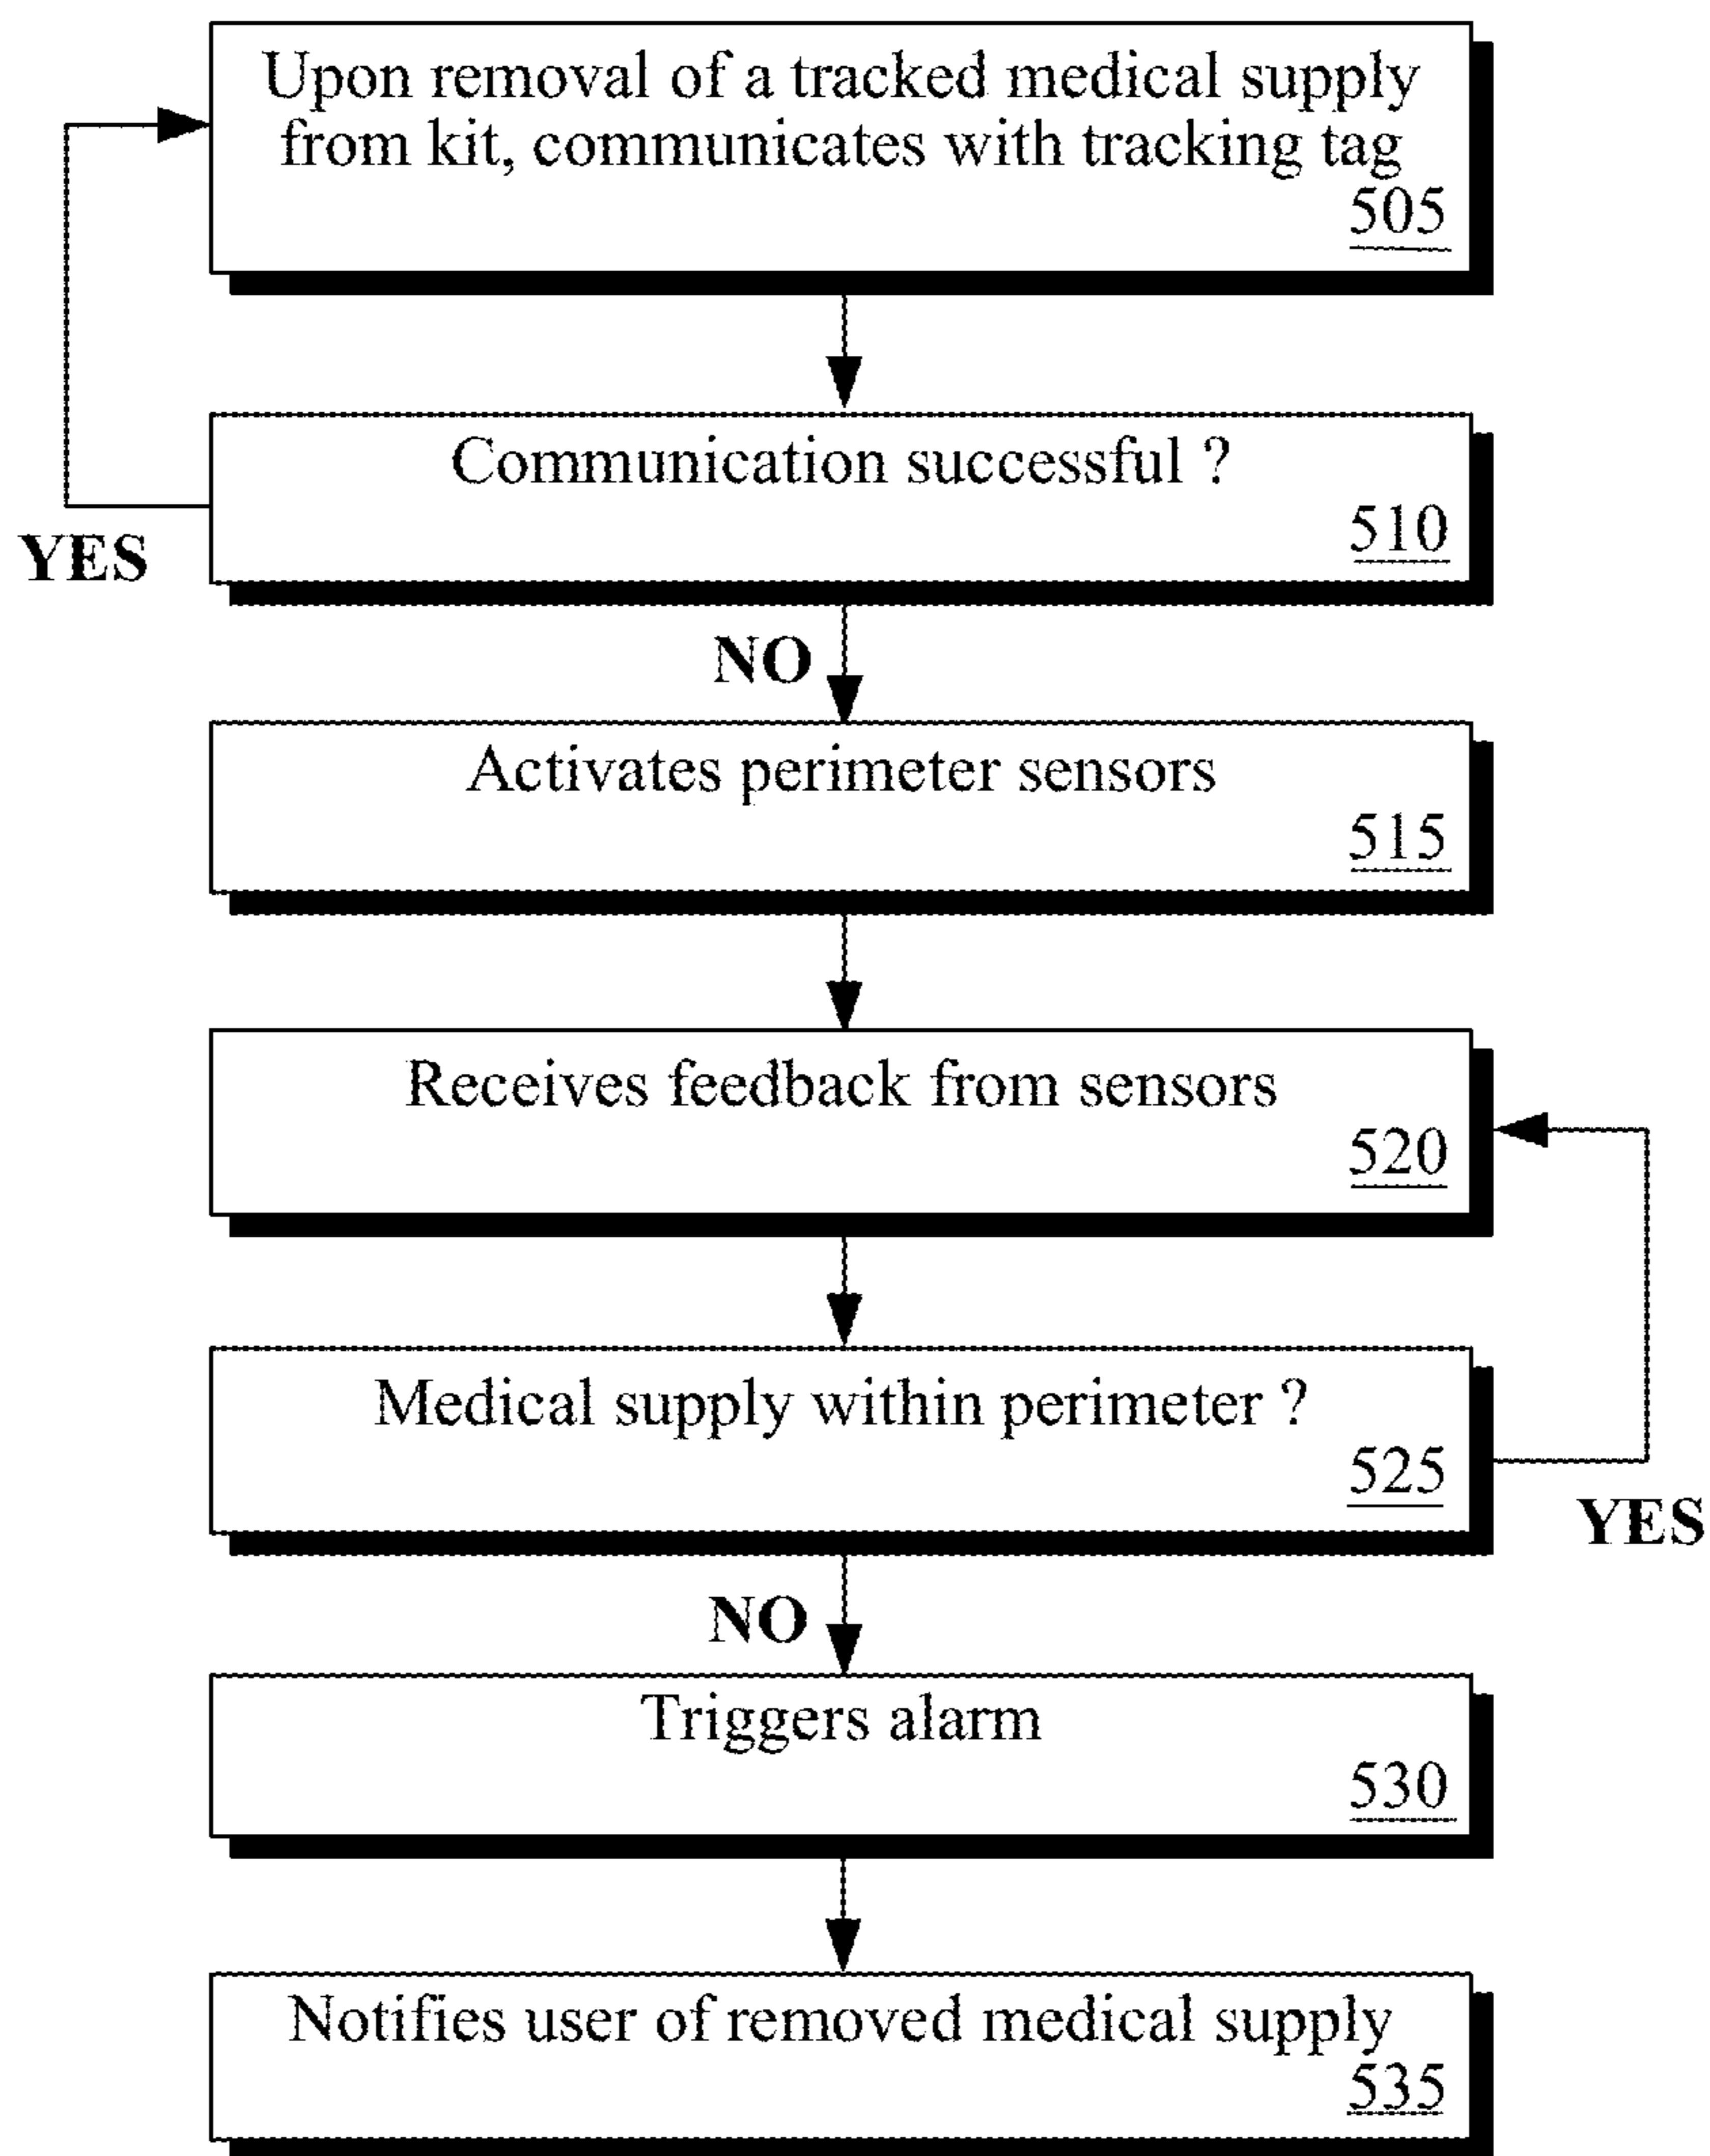 Upon removal of a tracked medical supply
from kit, communicates with tracking tag
505
Communication successful ?
510
YES
NO
Activates perimeter sensors
515
Receives feedback from sensors
520
Medical supply within perimeter ?
525
YES
NO
Triggers alarm
530
Notifies user of removed medical supply
535